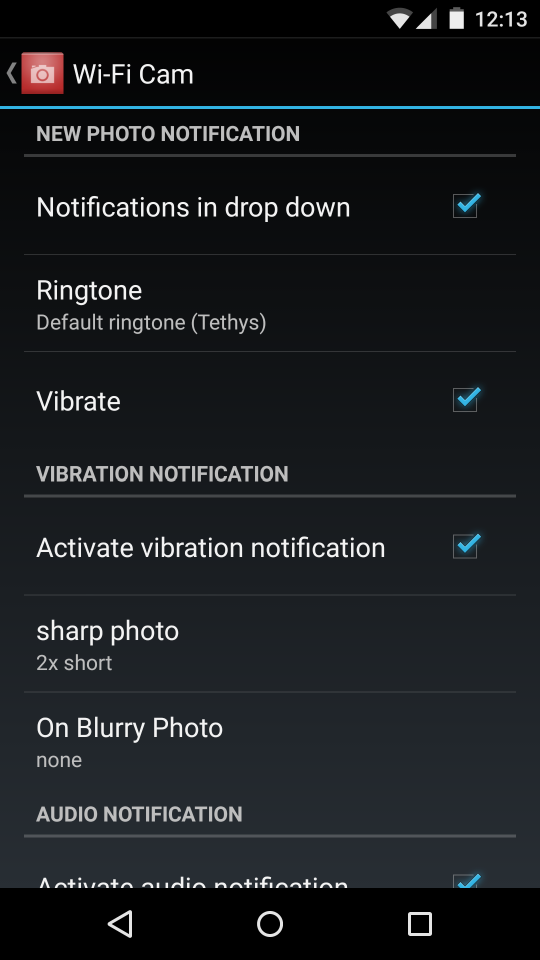 12:13
Wi-Fi Cam
NEW PHOTO NOTIFICATION
Notifications in drop down
Ringtone
Default ringtone (Tethys)
Vibrate
VIBRATION NOTIFICATION
Activate vibration notification
sharp photo
2x short
On Blurry Photo
none
AUDIO NOTIFICATION
Activate audio notification